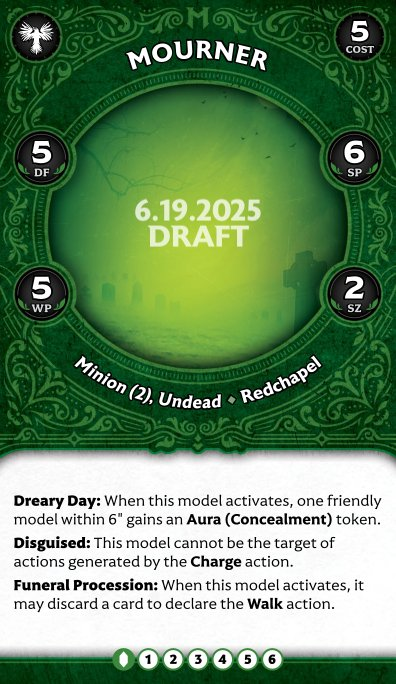 MOURNER
5
COST
5
DF
6
SP
6.19.2025
DRAFT
5
WP
2
SZ
Minion (2), Undead ◆ Redchapel
Dreary Day: When this model activates, one friendly
model within 6" gains an Aura (Concealment) token.
Disguised: This model cannot be the target of
actions generated by the Charge action.
Funeral Procession: When this model activates, it
may discard a card to declare the Walk action.
1 2 3 4 5 6